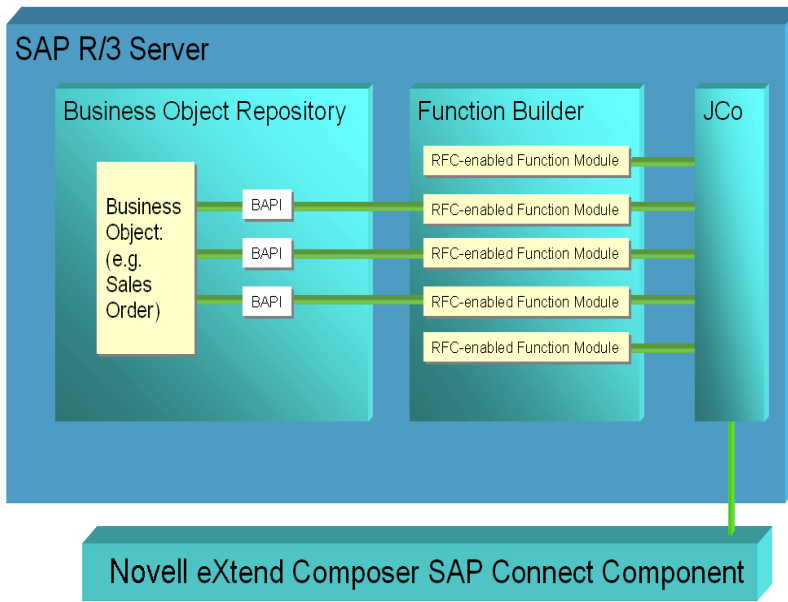 SAP R/3 Server
Business Object Repository
Function Builder
JCo
Business
Object:
(e.g.
Sales
Order)
BAPI
BAPI
BAPI
RFC-enabled Function Module
RFC-enabled Function Module
RFC-enabled Function Module
RFC-enabled Function Module
RFC-enabled Function Module
Novell eXtend Composer SAP Connect Component